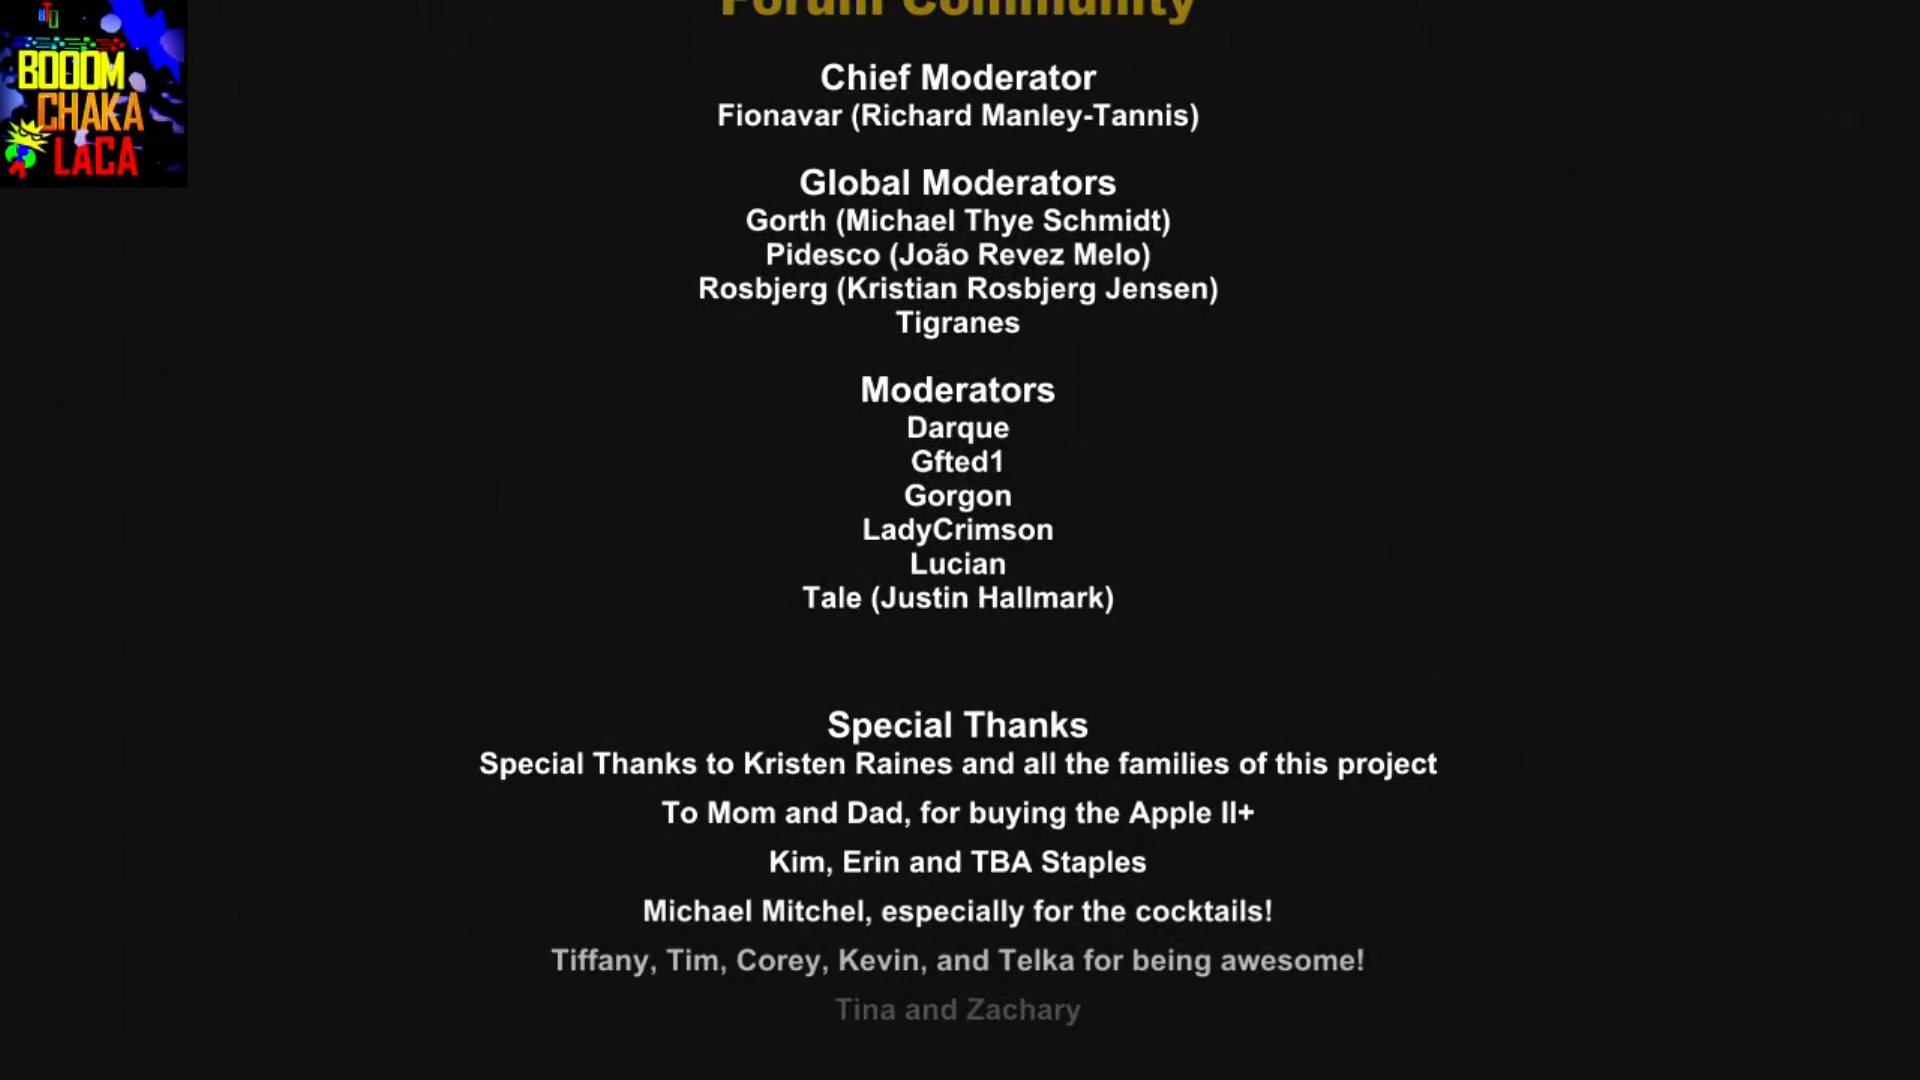 BOOOM
CHAKA
LACA
Forum Community
Chief Moderator
Fionavar (Richard Manley-Tannis)
Global Moderators
Gorth (Michael Thye Schmidt)
Pidesco (João Revez Melo)
Rosbjerg (Kristian Rosbjerg Jensen)
Tigranes
Moderators
Darque
Gfted1
Gorgon
LadyCrimson
Lucian
Tale (Justin Hallmark)
Special Thanks
Special Thanks to Kristen Raines and all the families of this project
To Mom and Dad, for buying the Apple II+
Kim, Erin and TBA Staples
Michael Mitchel, especially for the cocktails!
Tiffany, Tim, Corey, Kevin, and Telka for being awesome!
Tina and Zachary